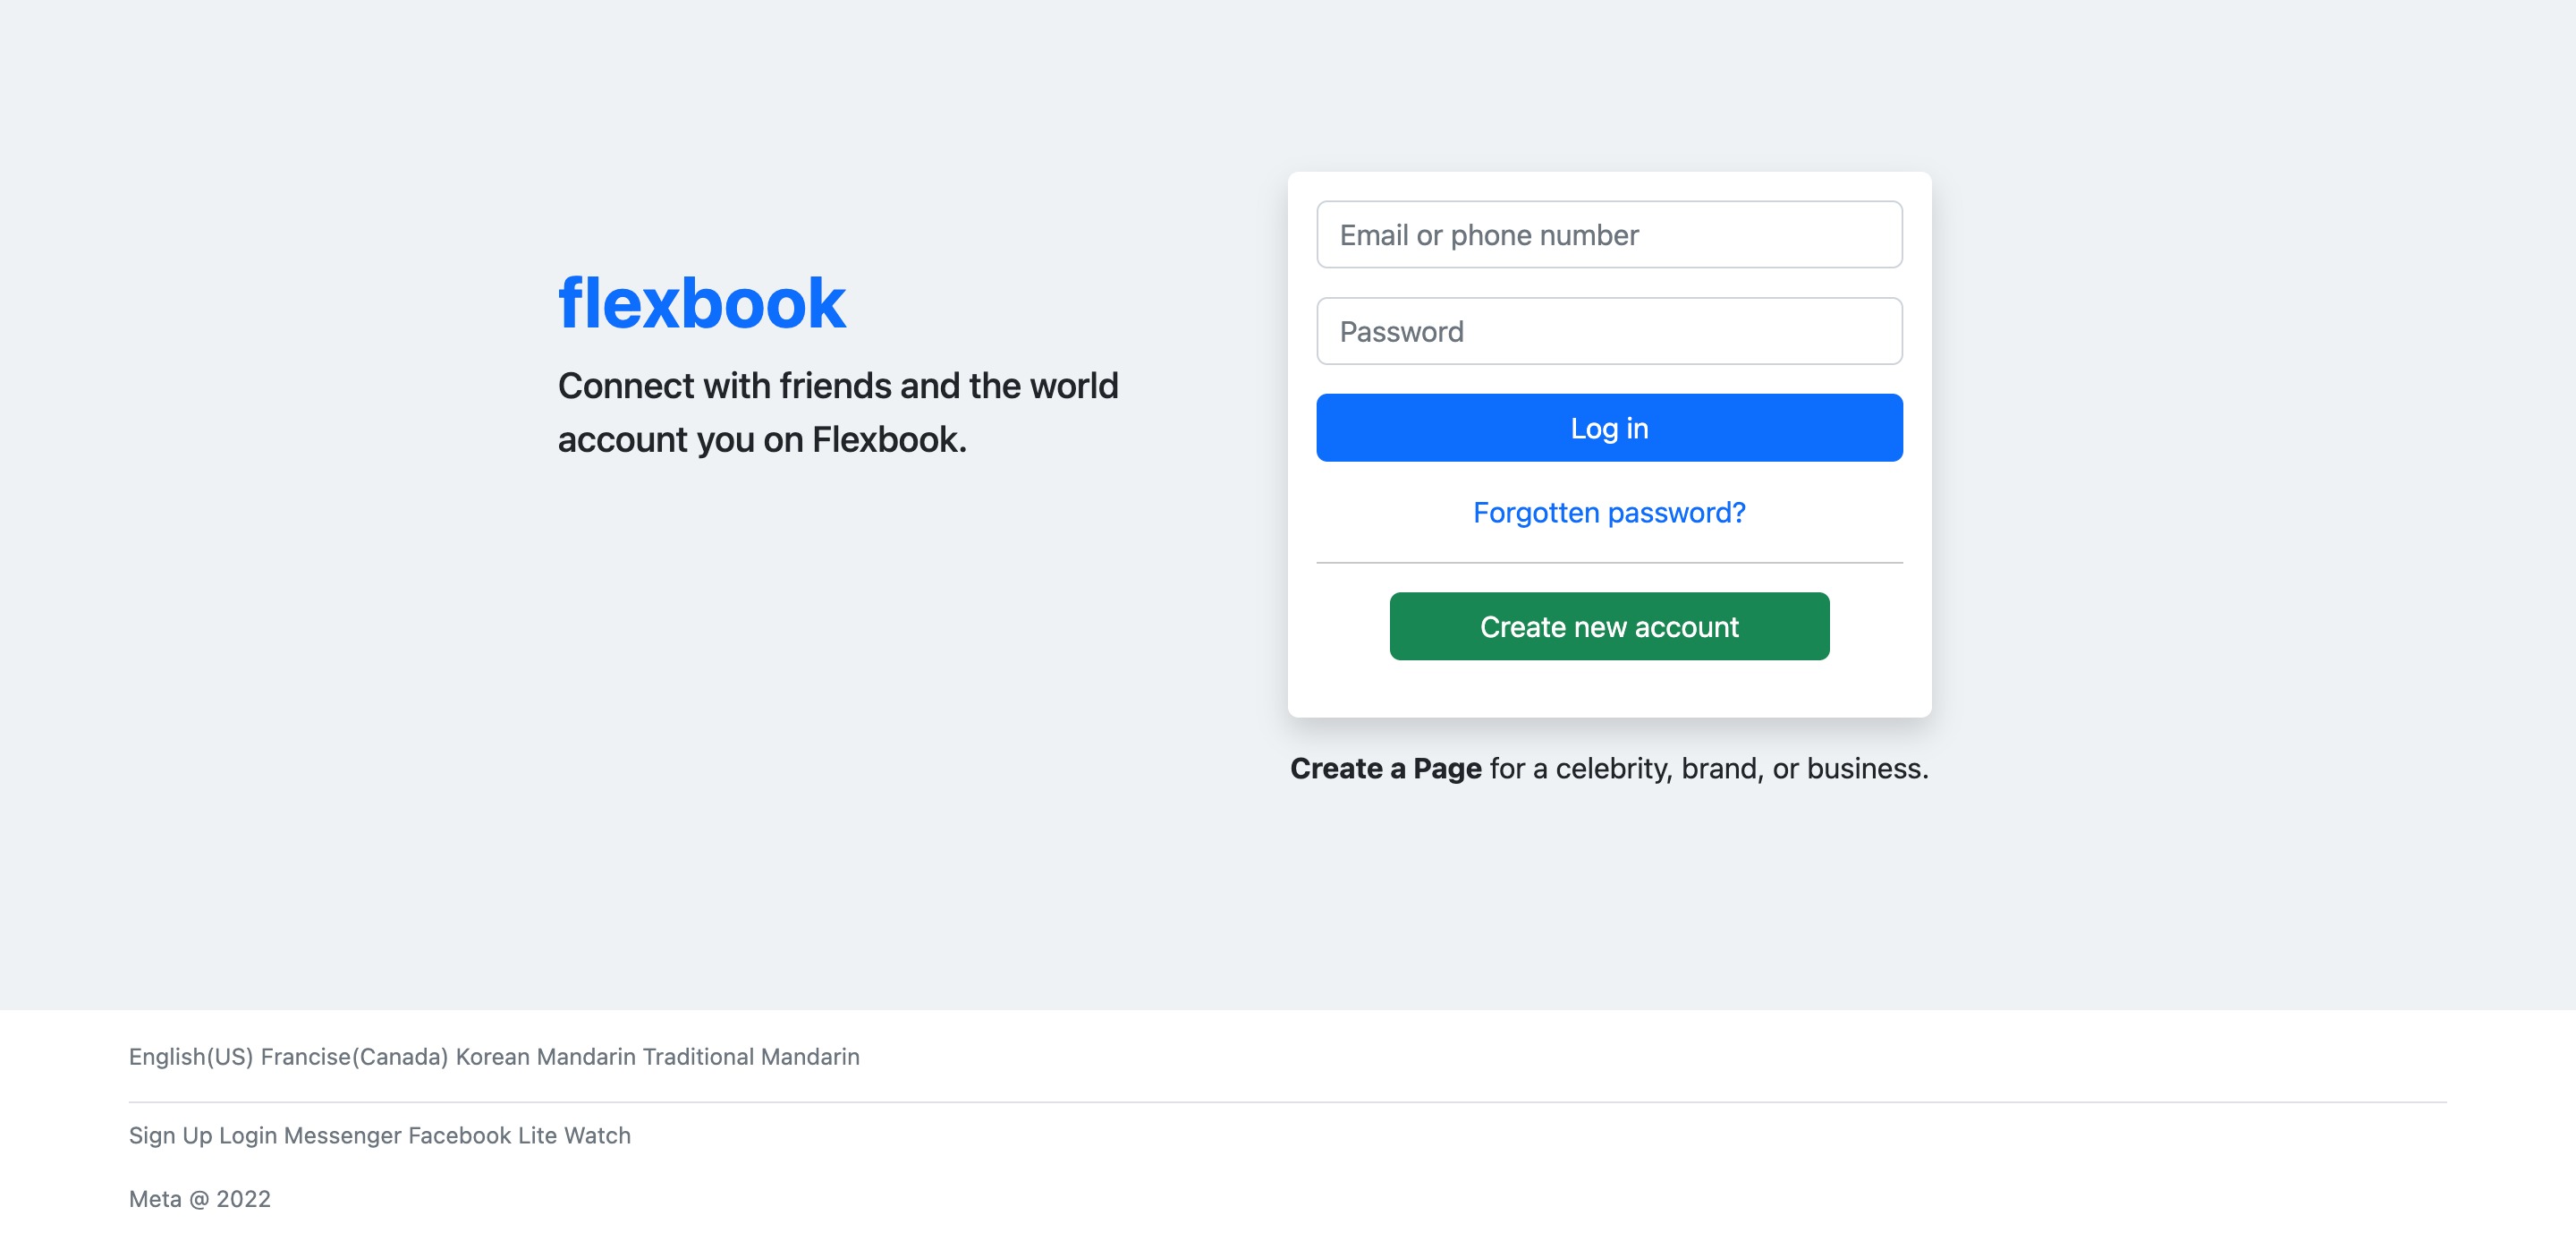 flexbook
Connect with friends and the world
account you on Flexbook.
Email or phone number
Password
Log in
Forgotten password?
Create new account
Create a Page for a celebrity, brand, or business.
English(US) Francise(Canada) Korean Mandarin Traditional Mandarin
Sign Up Login Messenger Facebook Lite Watch
Meta @ 2022